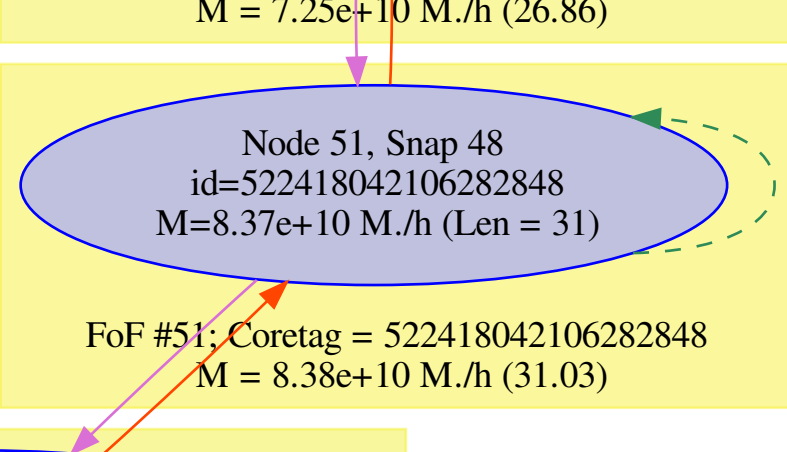 M = 7.25e+10 M./h (26.86)
Node 51, Snap 48
id=522418042106282848
M=8.37e+10 M./h (Len = 31)
FoF #51; Coretag = 522418042106282848
M = 8.38e+10 M./h (31.03)